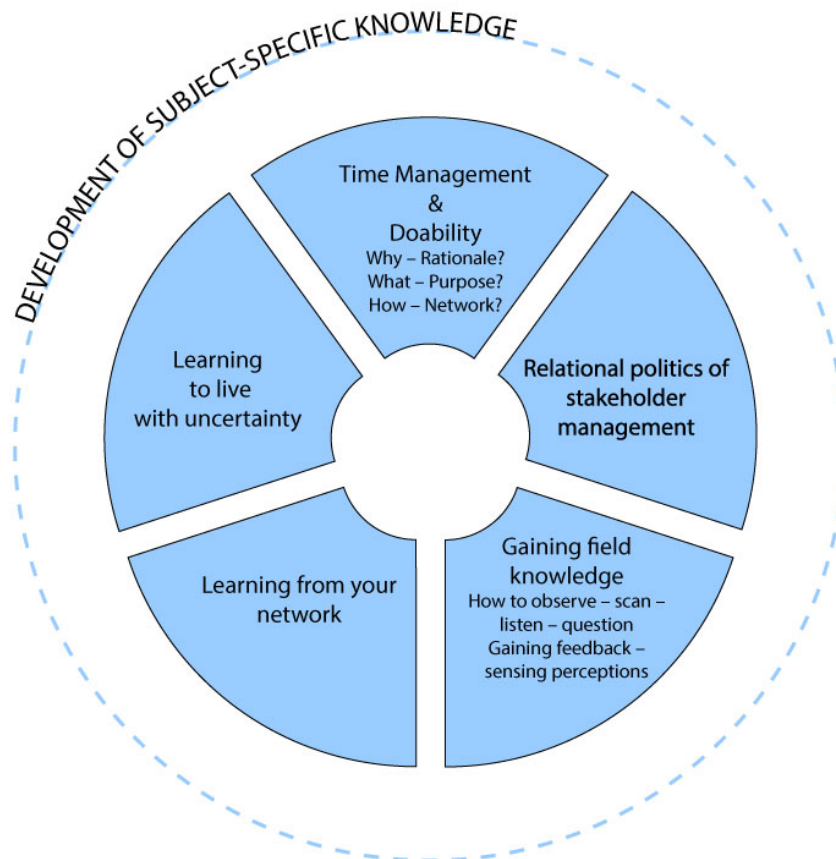 DEVELOPMENT OF SUBJECT-SPECIFIC KNOWLEDGE
Time Management
&
Doability
Why – Rationale?
What – Purpose?
How – Network?
Relational politics of
stakeholder
management
Gaining field
knowledge
How to observe – scan –
listen – question
Gaining feedback –
sensing perceptions
Learning from your
network
Learning
to live
with uncertainty